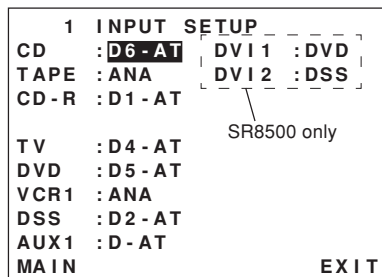 1 INPUT SETUP
CD :D6-AT DVI1 :DVD
TAPE :ANA DVI2 :DSS
CD-R :D1-AT
SR8500 only
TV :D4-AT
DVD :D5-AT
VCR1 :ANA
DSS :D2-AT
AUX1 :D-AT
MAIN EXIT